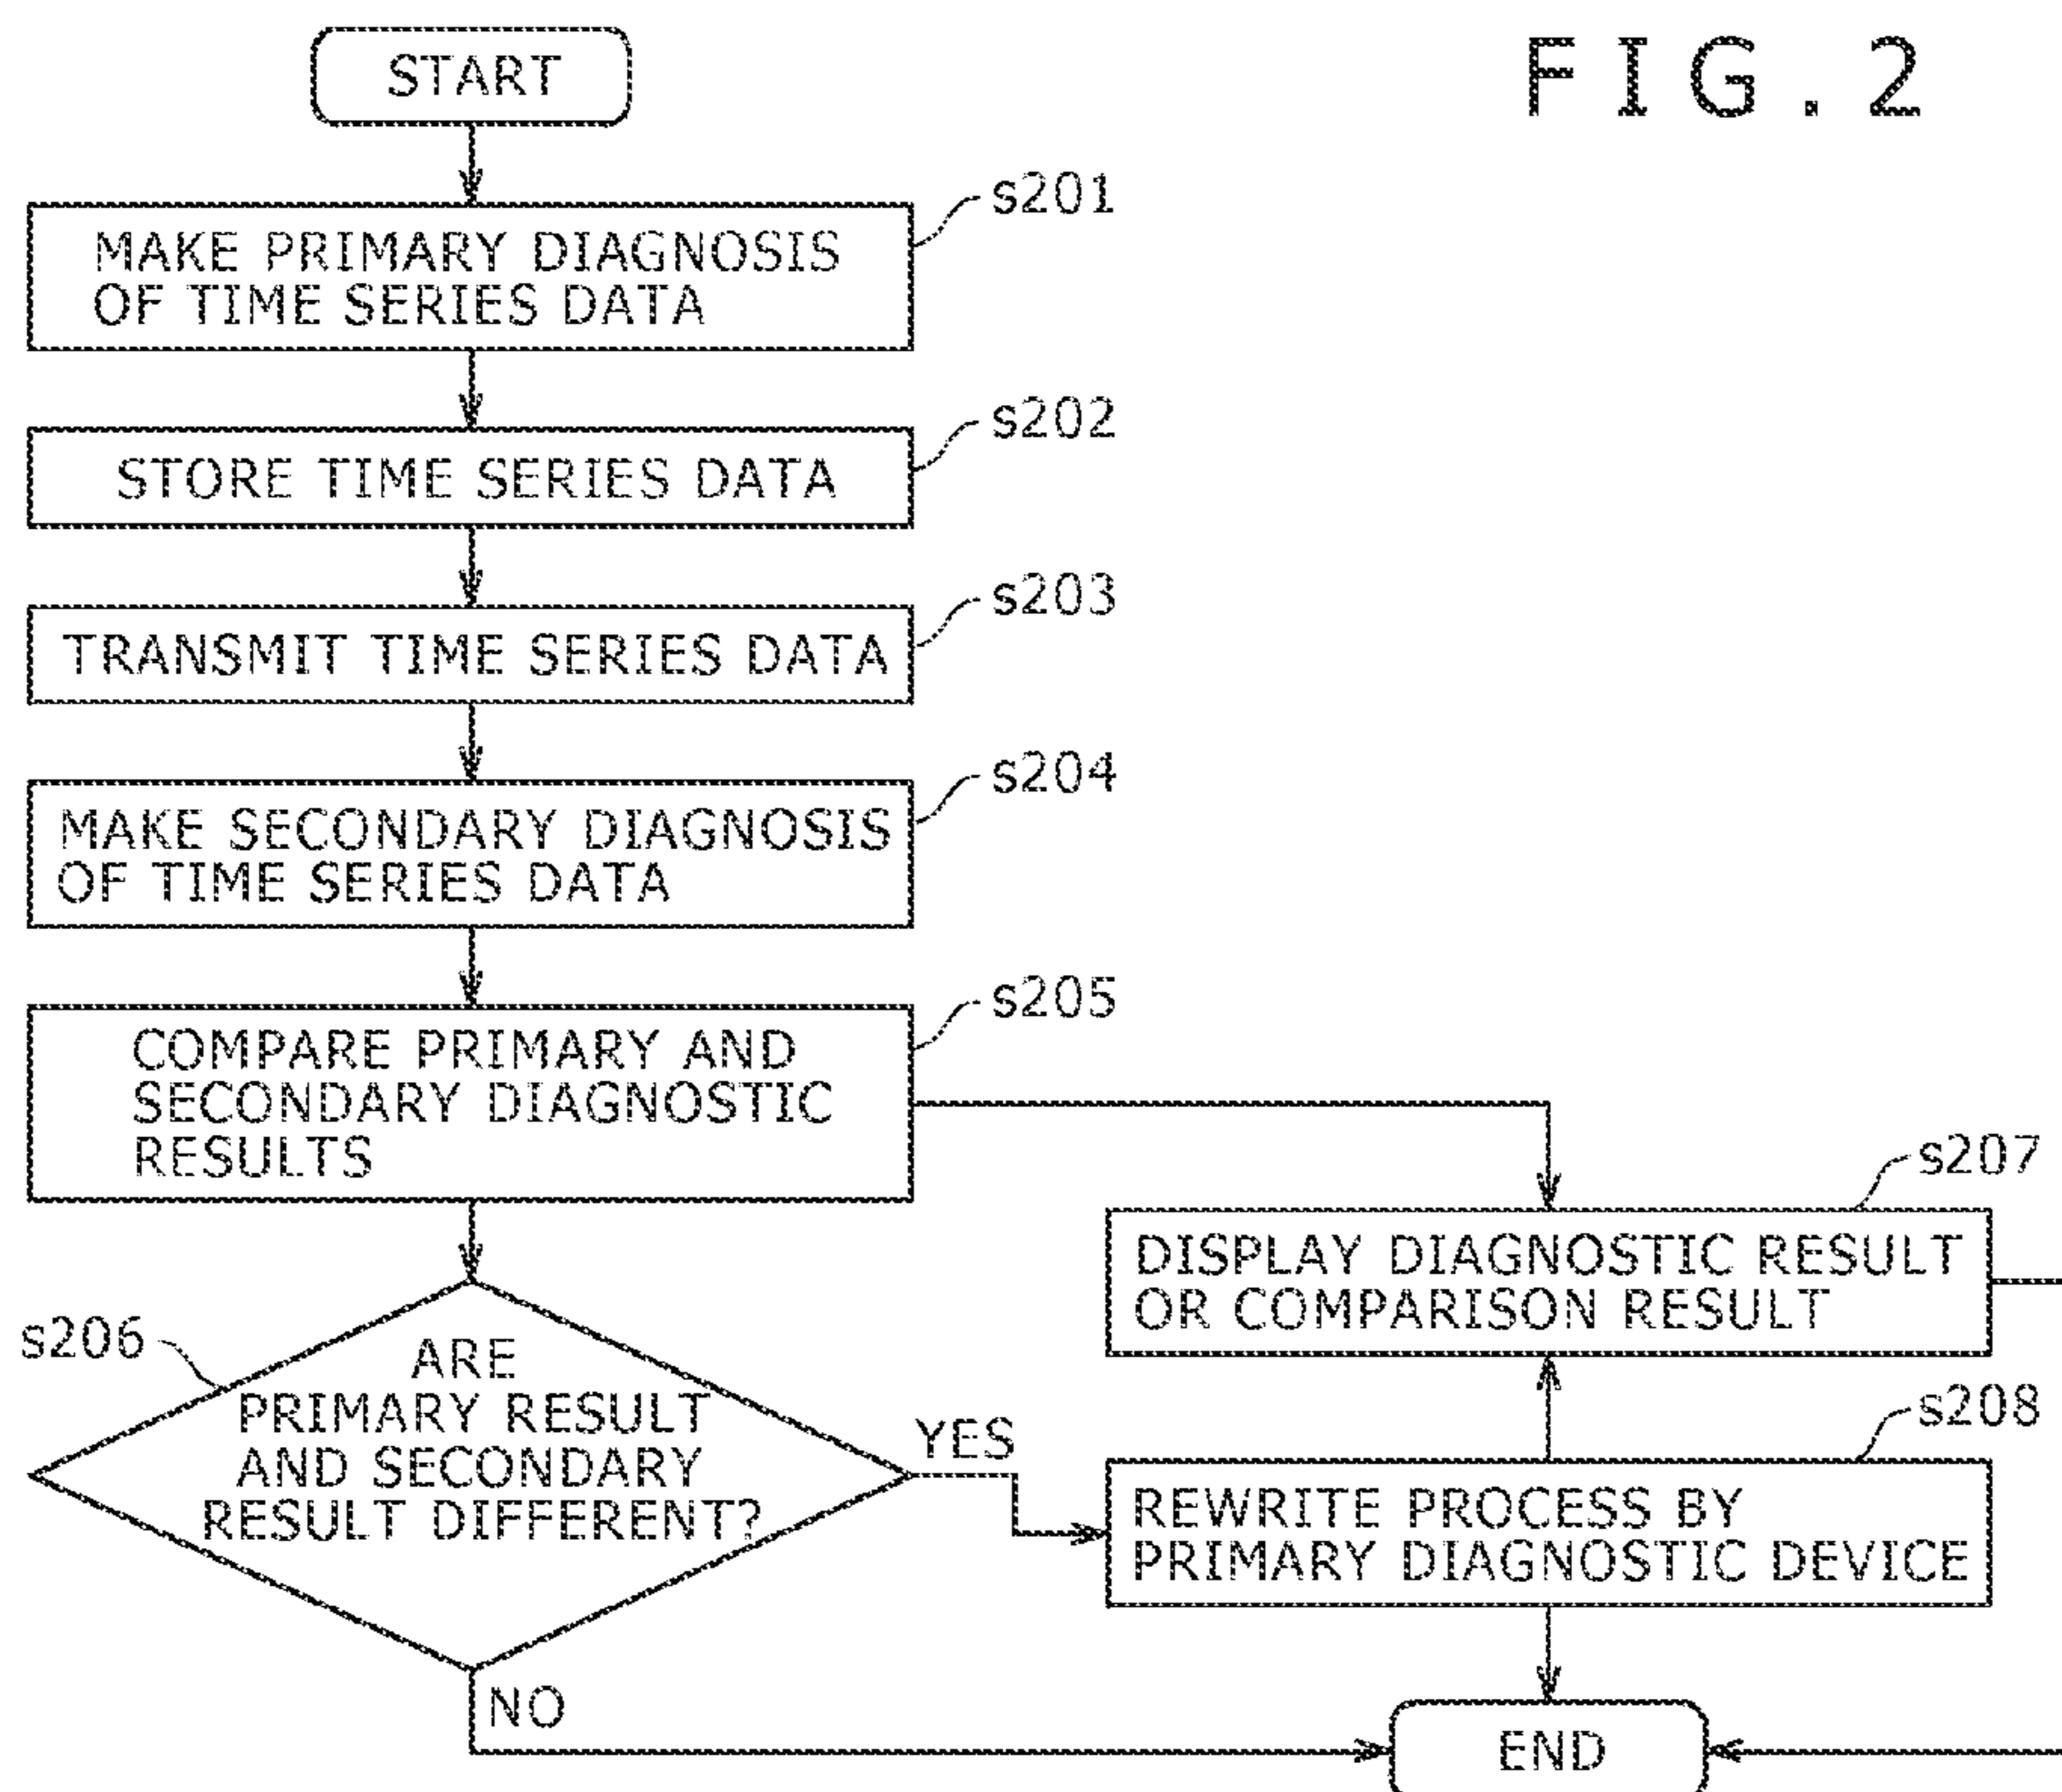 FIG.2
START
s201
MAKE PRIMARY DIAGNOSIS
OF TIME SERIES DATA
s202
STORE TIME SERIES DATA
s203
TRANSMIT TIME SERIES DATA
s204
MAKE SECONDARY DIAGNOSIS
OF TIME SERIES DATA
s205
COMPARE PRIMARY AND
SECONDARY DIAGNOSTIC
RESULTS
s207
DISPLAY DIAGNOSTIC RESULT
OR COMPARISON RESULT
s206
ARE
PRIMARY RESULT
AND SECONDARY
RESULT DIFFERENT?
YES
s208
REWRITE PROCESS BY
PRIMARY DIAGNOSTIC DEVICE
NO
END